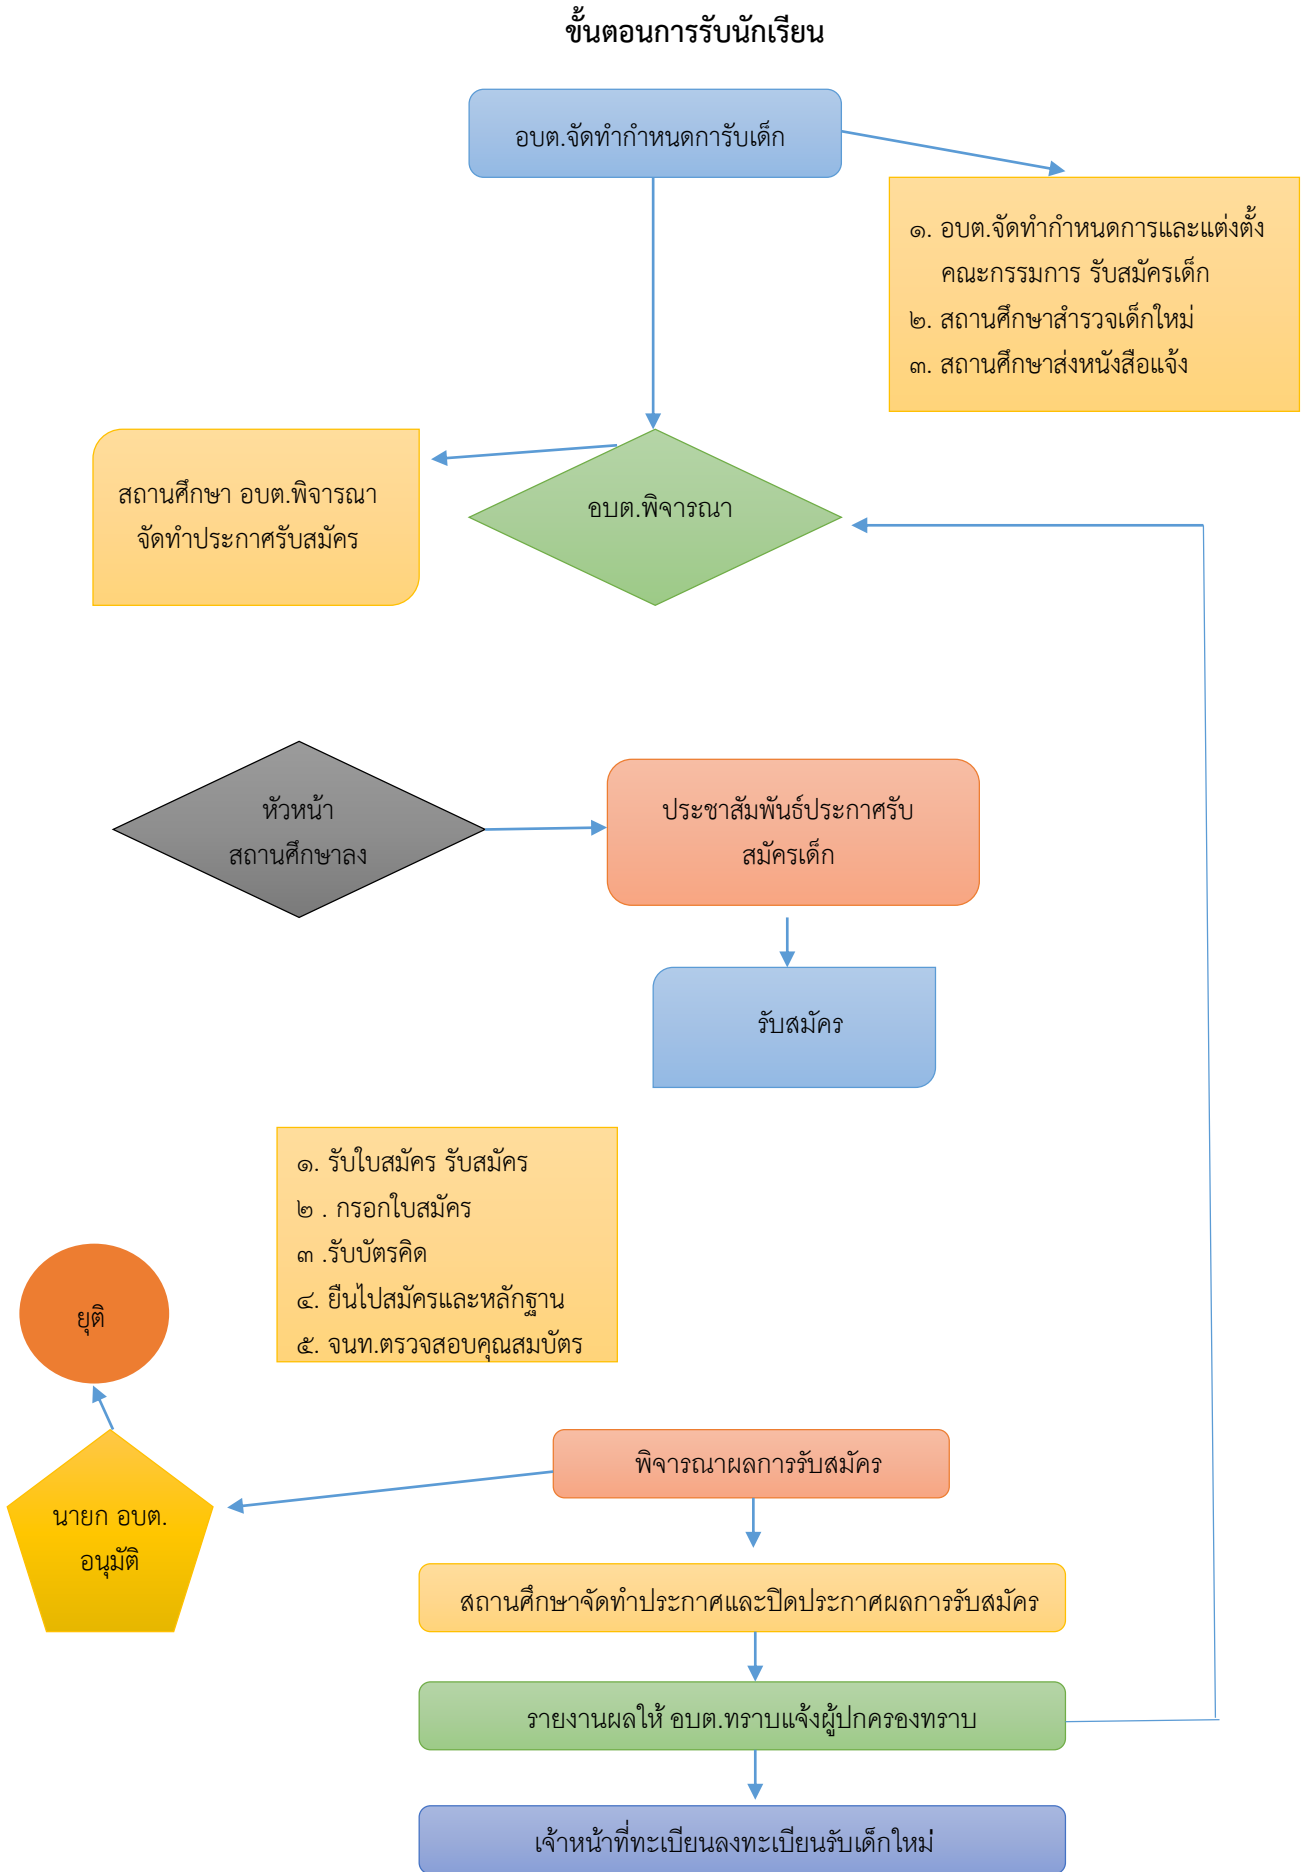 ขั้นตอนการรับนักเรียน
อบต.จัดทำกำหนดการับเด็ก
๑. อบต.จัดทำกำหนดการและแต่งตั้ง
คณะกรรมการ รับสมัครเด็ก
๒. สถานศึกษาสำรวจเด็กใหม่
๓. สถานศึกษาส่งหนังสือแจ้ง
สถานศึกษา อบต.พิจารณา
จัดทำประกาศรับสมัคร
อบต.พิจารณา
หัวหน้า
สถานศึกษาลง
ประชาสัมพันธ์ประกาศรับ
สมัครเด็ก
รับสมัคร
๑. รับใบสมัคร รับสมัคร
๒ . กรอกใบสมัคร
๓ .รับบัตรคิด
๔. ยืนไปสมัครและหลักฐาน
๕. จนท.ตรวจสอบคุณสมบัตร
ยุติ
นายก อบต.
อนุมัติ
พิจารณาผลการรับสมัคร
สถานศึกษาจัดทำประกาศและปิดประกาศผลการรับสมัคร
รายงานผลให้ อบต.ทราบแจ้งผู้ปกครองทราบ
เจ้าหน้าที่ทะเบียนลงทะเบียนรับเด็กใหม่